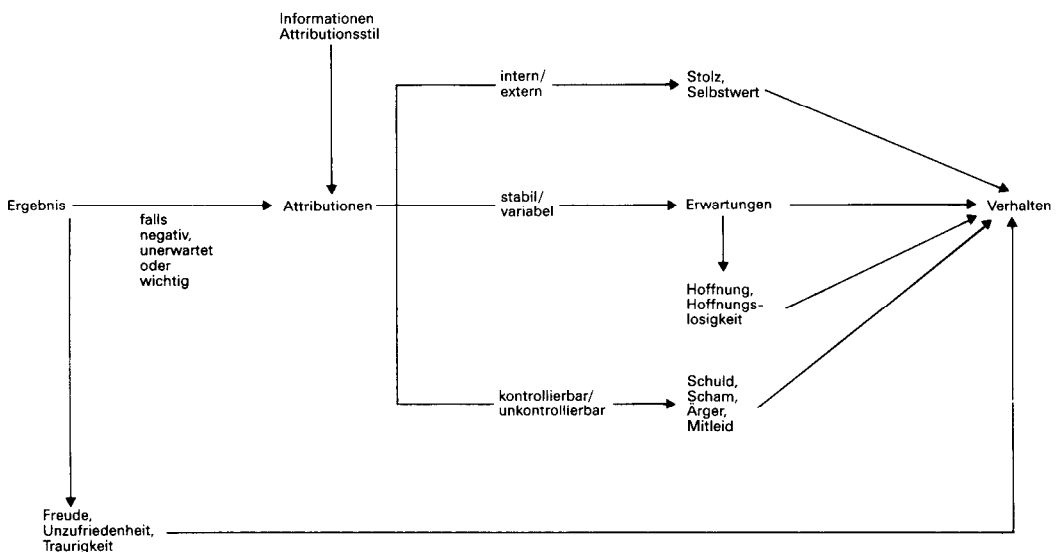 Informationen
Attributionsstil
intern/
extern
Stolz,
Selbstwert
Ergebnis
falls
negativ,
unerwartet
oder
wichtig
Attributionen
stabil/
variabel
Erwartungen
Verhalten
Hoffnung,
Hoffnungs-
losigkeit
kontrollierbar/
unkontrollierbar
Schuld,
Scham,
Ärger,
Mitleid
Freude,
Unzufriedenheit,
Traurigkeit